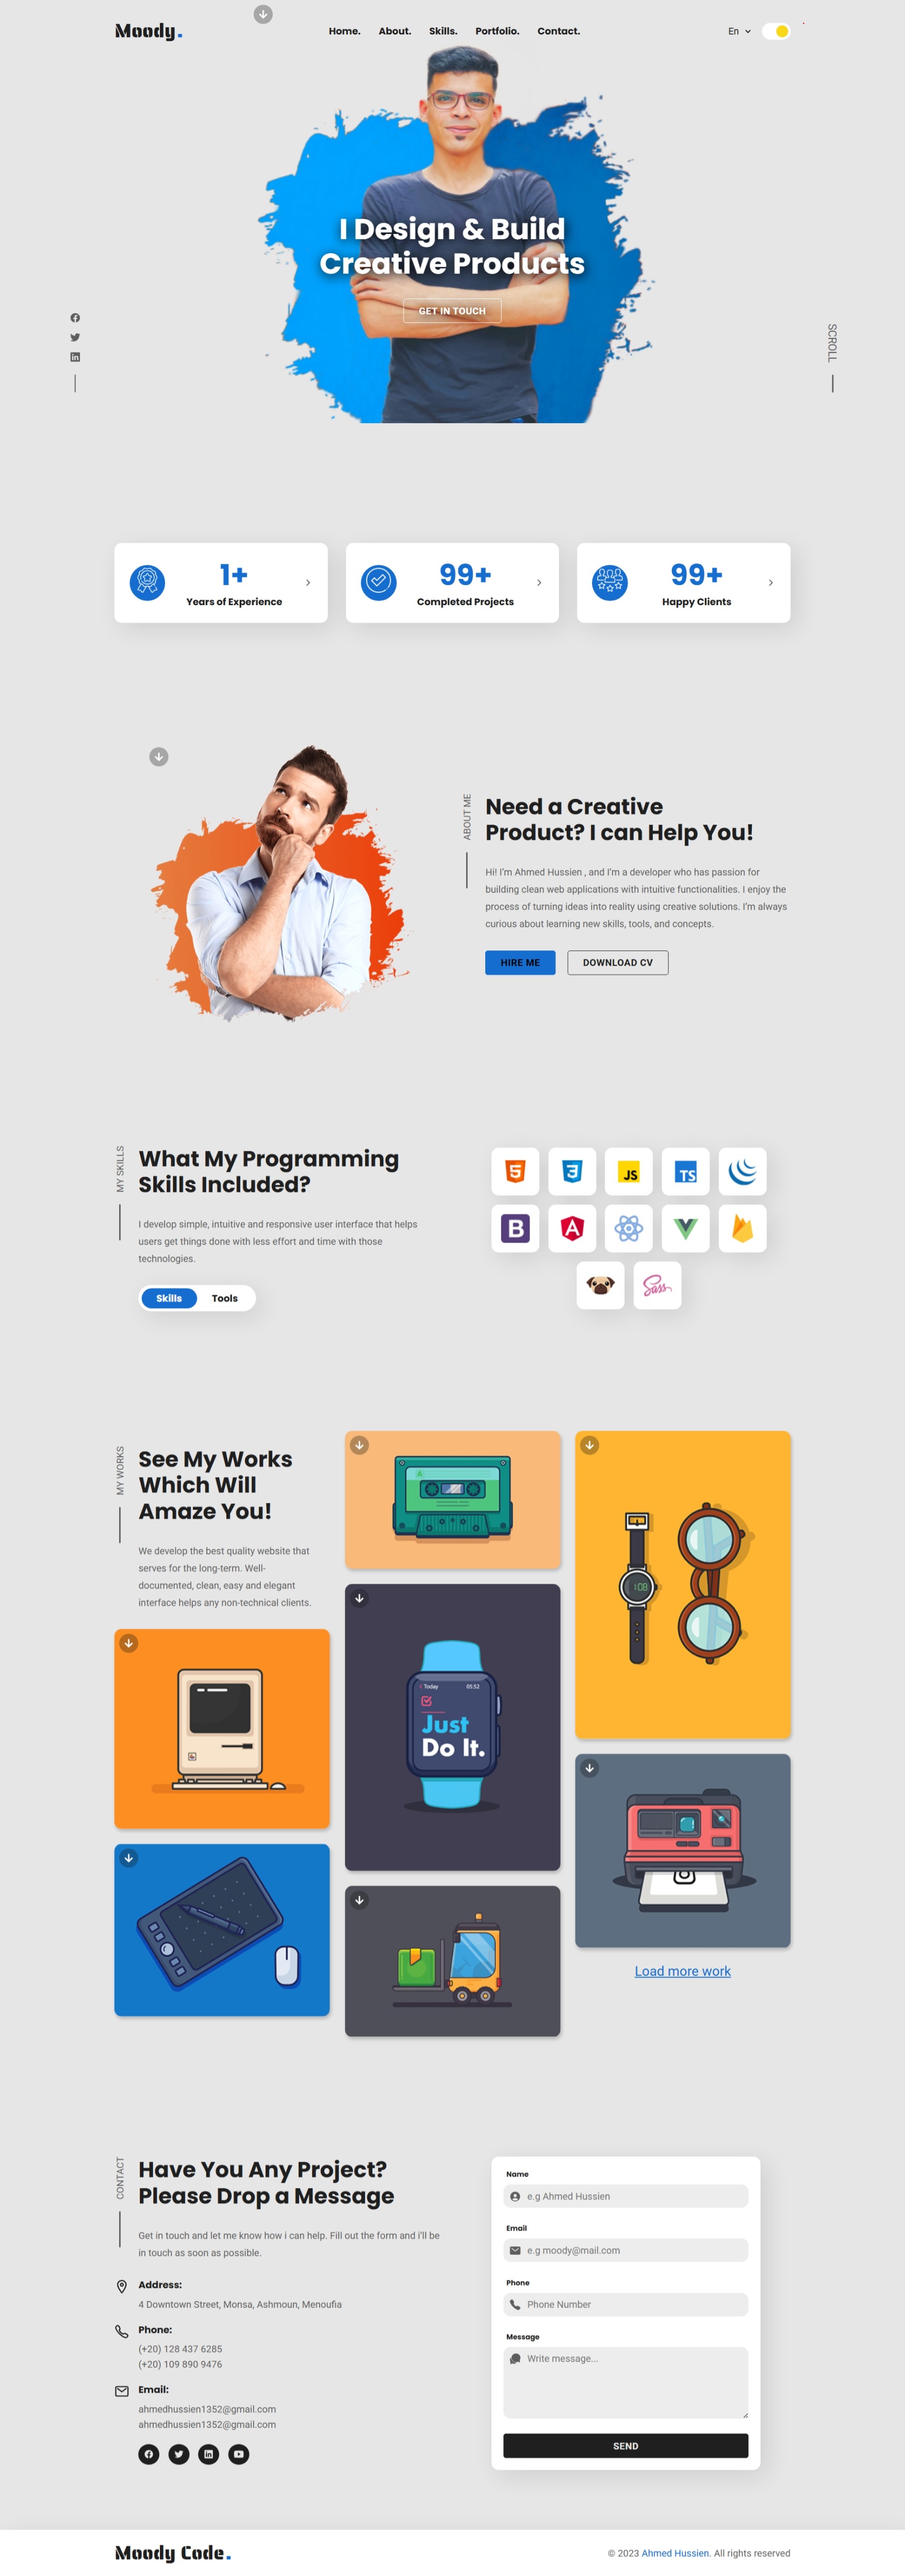 Moody.
Home. About. Skills. Portfolio. Contact.
En
I Design & Build
Creative Products
GET IN TOUCH
SCROLL
1+
Years of Experience
99+
Completed Projects
99+
Happy Clients
ABOUT ME
Need a Creative
Product? I can Help You!
Hi! I'm Ahmed Hussien , and I'm a developer who has passion for
building clean web applications with intuitive functionalities. I enjoy the
process of turning ideas into reality using creative solutions. I'm always
curious about learning new skills, tools, and concepts.
HIRE ME
DOWNLOAD CV
MY SKILLS
What My Programming
Skills Included?
I develop simple, intuitive and responsive user interface that helps
users get things done with less effort and time with those
technologies.
Skills
Tools
5
3
JS
TS
B
A
Sass
MY WORKS
See My Works
Which Will
Amaze You!
We develop the best quality website that
serves for the long-term. Well-
documented, clean, easy and elegant
interface helps any non-technical clients.
A
1:08
Today 05:52
Just
Do It.
Load more work
CONTACT
Have You Any Project?
Please Drop a Message
Get in touch and let me know how i can help. Fill out the form and i'll be
in touch as soon as possible.
Address:
4 Downtown Street, Monsa, Ashmoun, Menoufia
Phone:
(+20) 128 437 6285
(+20) 109 890 9476
Email:
ahmedhussien1352@gmail.com
ahmedhussien1352@gmail.com
Name
e.g Ahmed Hussien
Email
e.g moody@mail.com
Phone
Phone Number
Message
Write message...
SEND
Moody Code.
© 2023 Ahmed Hussien. All rights reserved